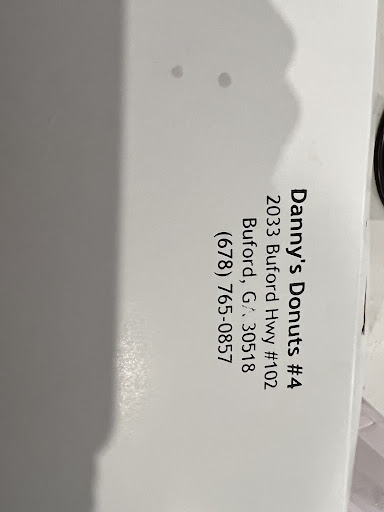 Danny's Donuts #4
2033 Buford Hwy #102
Buford, GA 30518
(678) 765-0857